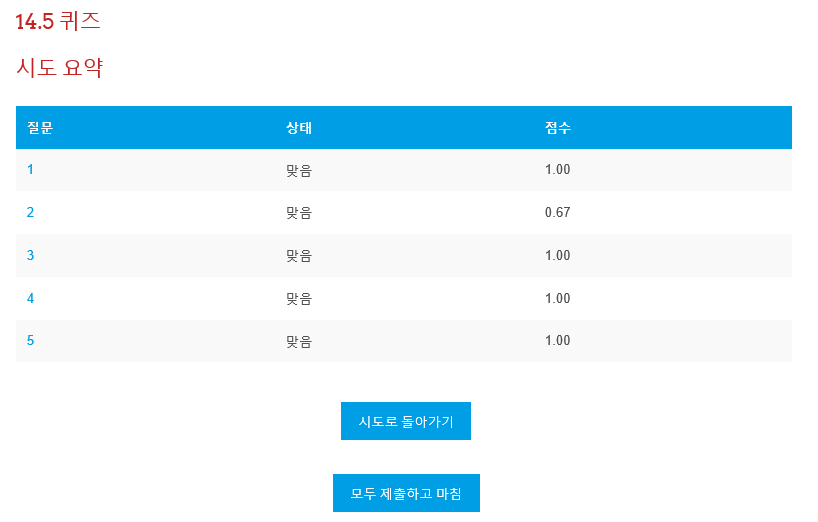 14.5 퀴즈
시도 요약
질문 상태 점수
1 맞음 1.00
2 맞음 0.67
3 맞음 1.00
4 맞음 1.00
5 맞음 1.00
시도로 돌아가기
모두 제출하고 마침